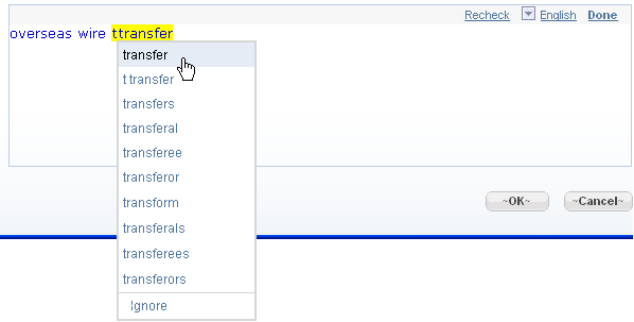 Recheck English Done
overseas wire ttransfer
transfer
t transfer
transfers
transferal
transferee
transferor
transform
transferals
transferees
transferors
Ignore
~OK~ ~Cancel~